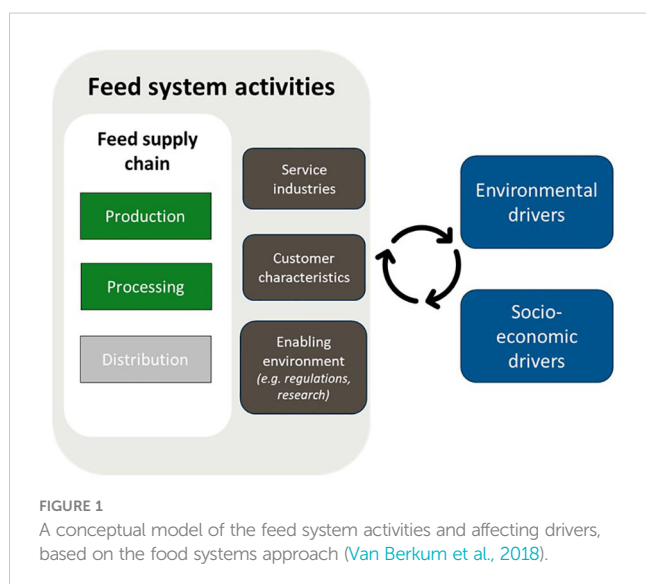 Feed system activities
Feed supply
chain
Production
Processing
Distribution
Service
industries
Customer
characteristics
Enabling
environment
(e.g. regulations,
research)
Environmental
drivers
Socio-
economic
drivers
FIGURE 1
A conceptual model of the feed system activities and affecting drivers,
based on the food systems approach (Van Berkum et al., 2018).